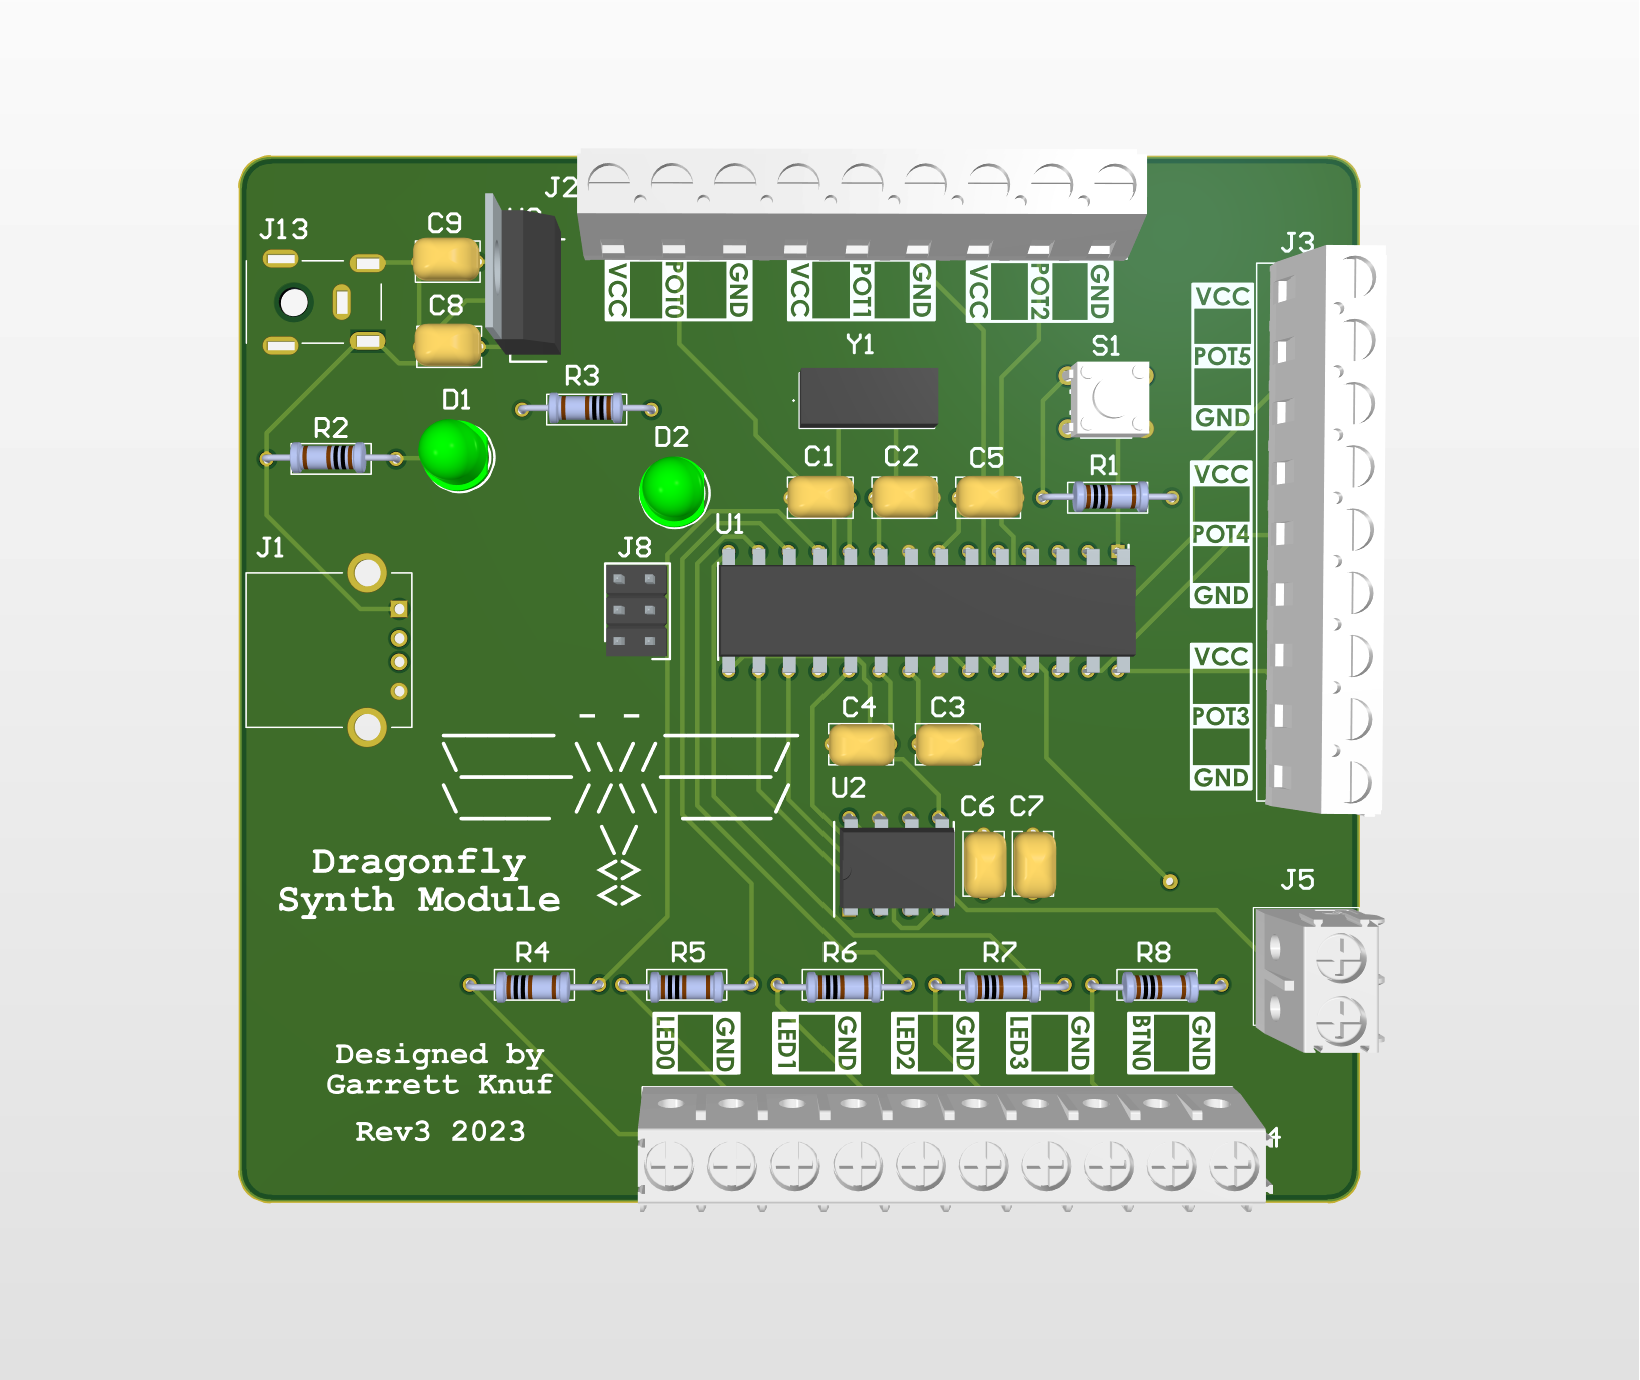 J2
J13
C9
J3
VCC POT0 GND VCC POT1 GND VCC POT2 GND
VCC
C8
Y1
S1
POT5
R3
D1
GND
R2
D2
C1 C2 C5 R1
VCC
U1
POT4
J1
J8
GND
VCC
C4 C3
POT3
GND
U2
C6 C7
Dragonfly
Synth Module
J5
R4 R5 R6 R7 R8
LED0 GND LED1 GND LED2 GND LED3 GND BTN0 GND
Designed by
Garrett Knuf
Rev3 2023
4